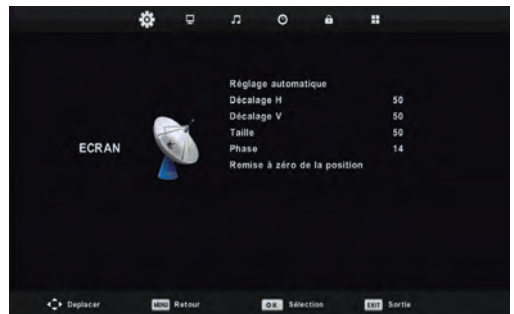 Réglage automatique
Décalage H 50
Décalage V 50
Taille 50
ECRAN
Phase 14
Remise à zéro de la position
Deplacer MENU Retour OK Sélection EXIT Sortie